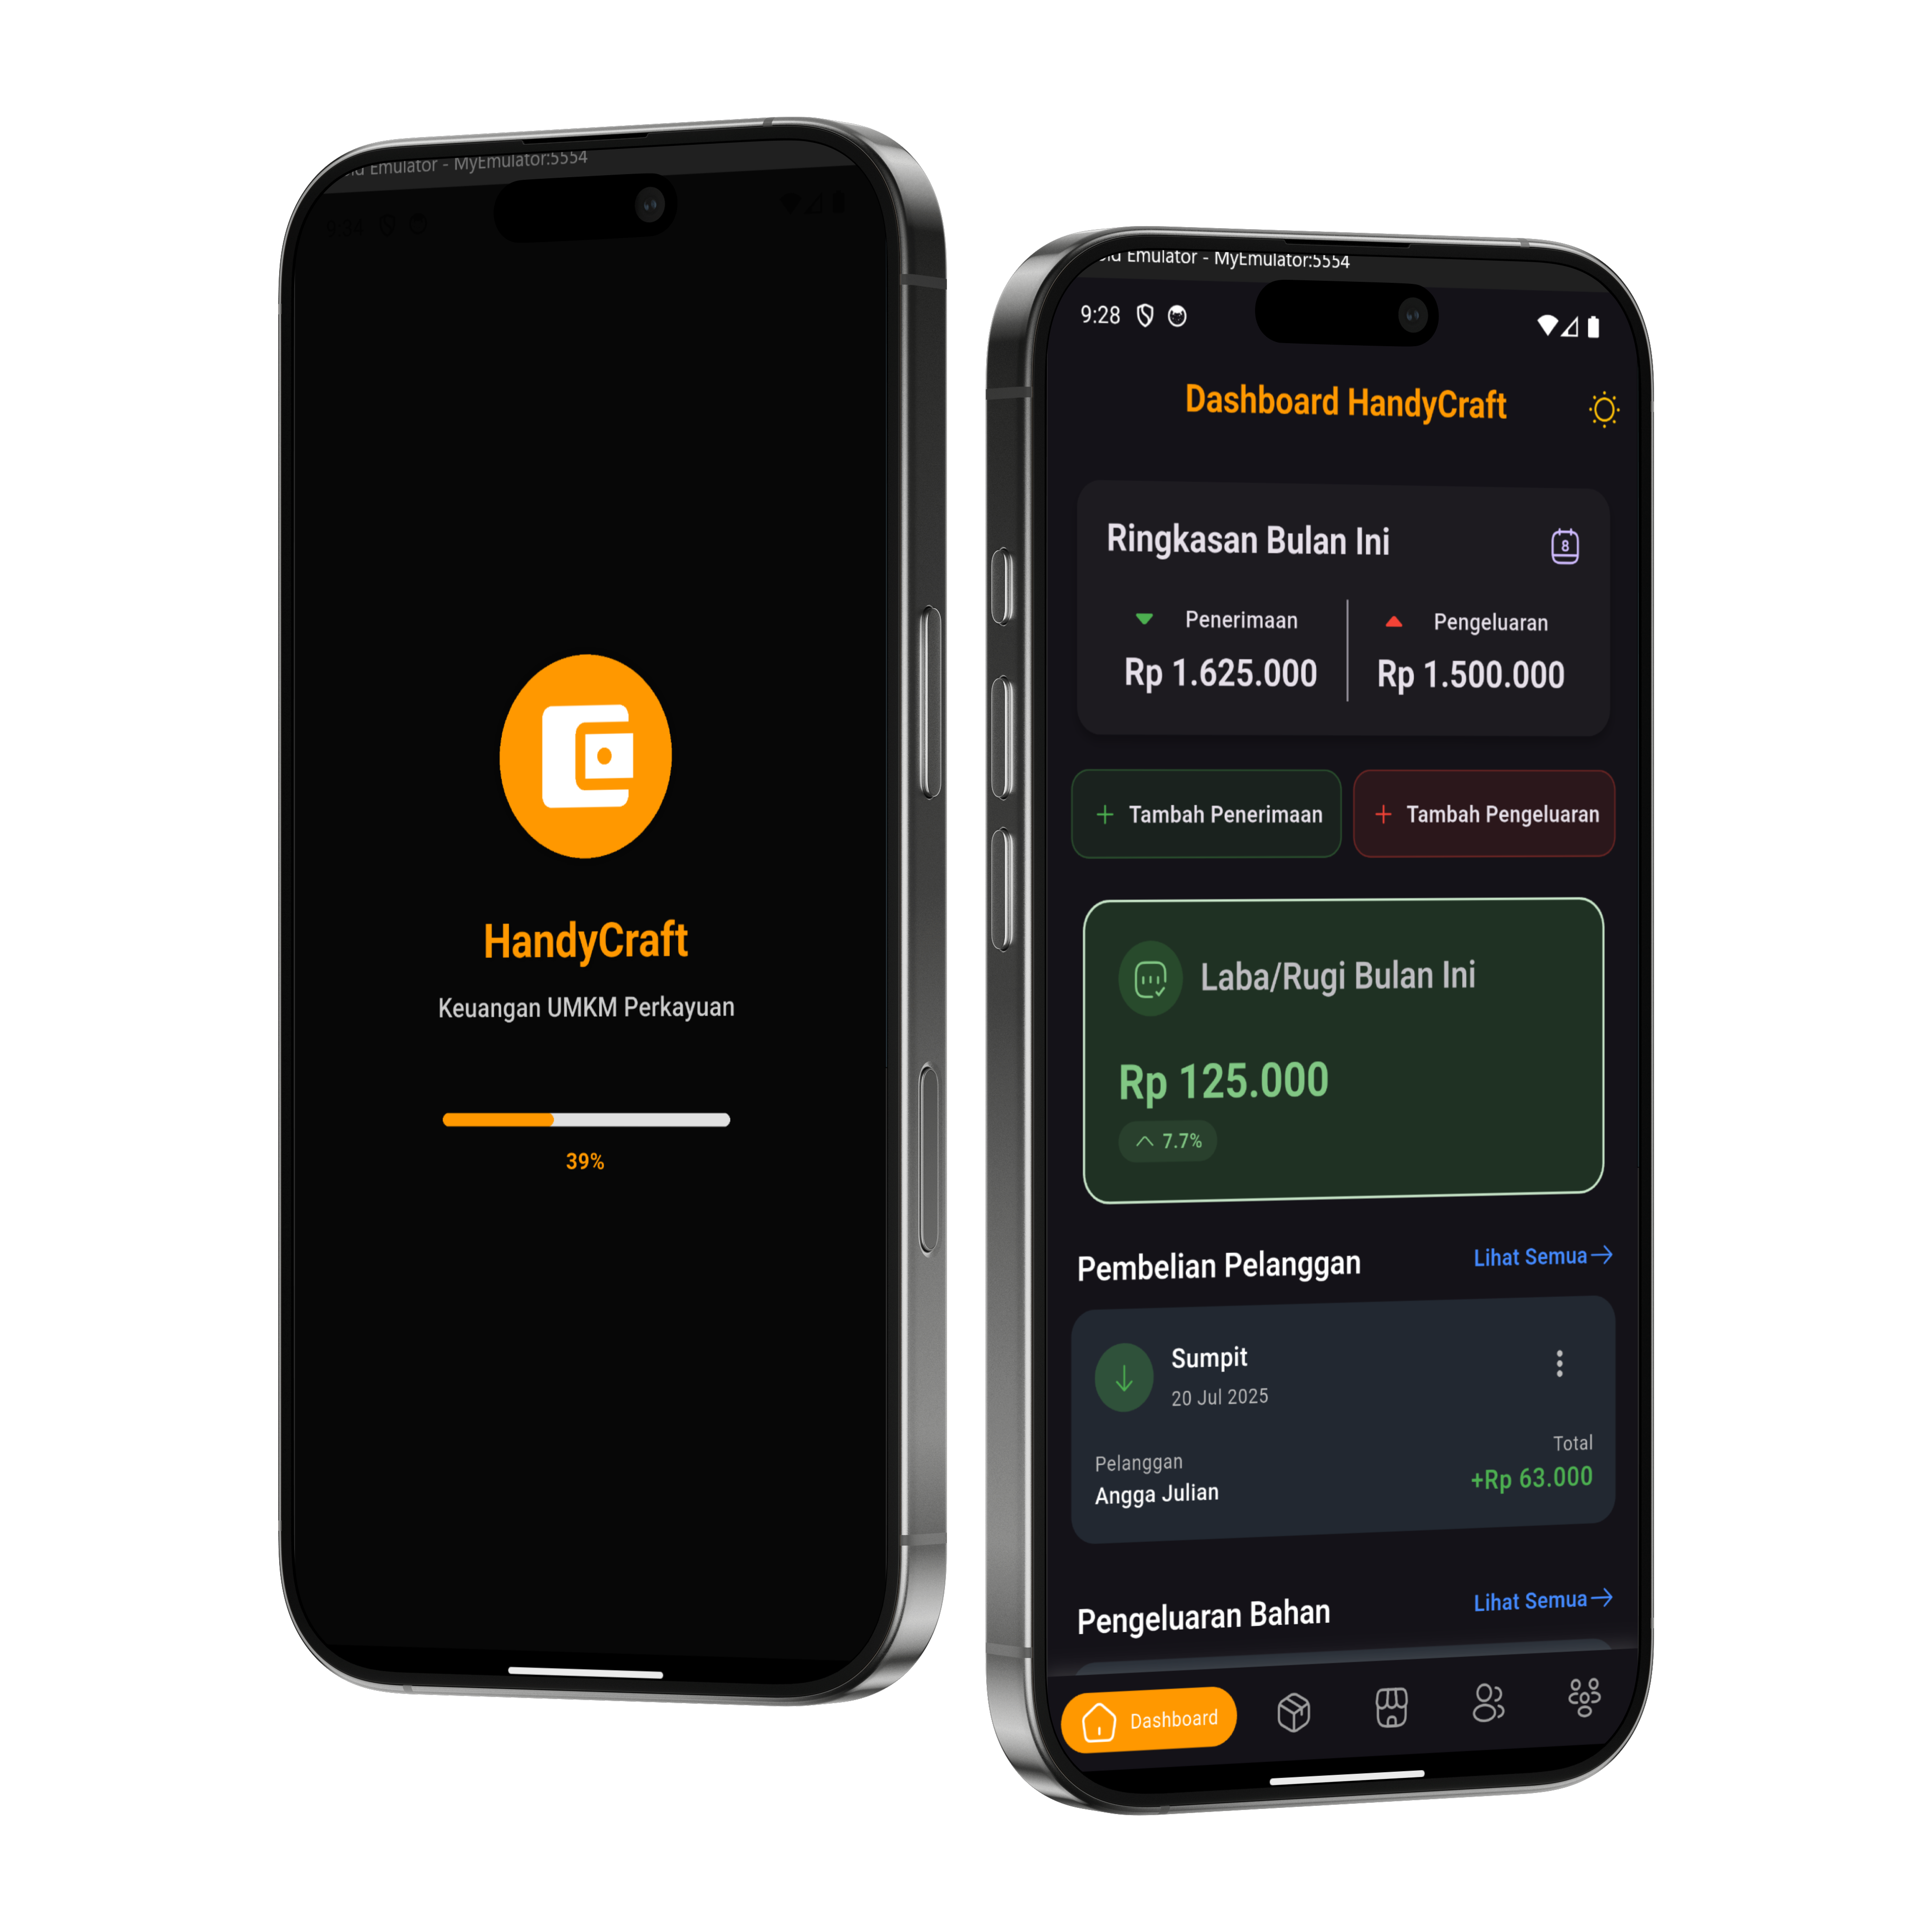 Emulator - MyEmulator:5554
9:34
HandyCraft
Keuangan UMKM Perkayuan
39%
Emulator - MyEmulator:5554
9:28
Dashboard HandyCraft
Ringkasan Bulan Ini
8
Penerimaan
Pengeluaran
Rp 1.625.000
Rp 1.500.000
+ Tambah Penerimaan
+ Tambah Pengeluaran
Laba/Rugi Bulan Ini
Rp 125.000
7.7%
Pembelian Pelanggan
Lihat Semua
Sumpit
20 Jul 2025
Pelanggan
Angga Julian
Total
+Rp 63.000
Pengeluaran Bahan
Lihat Semua
Dashboard